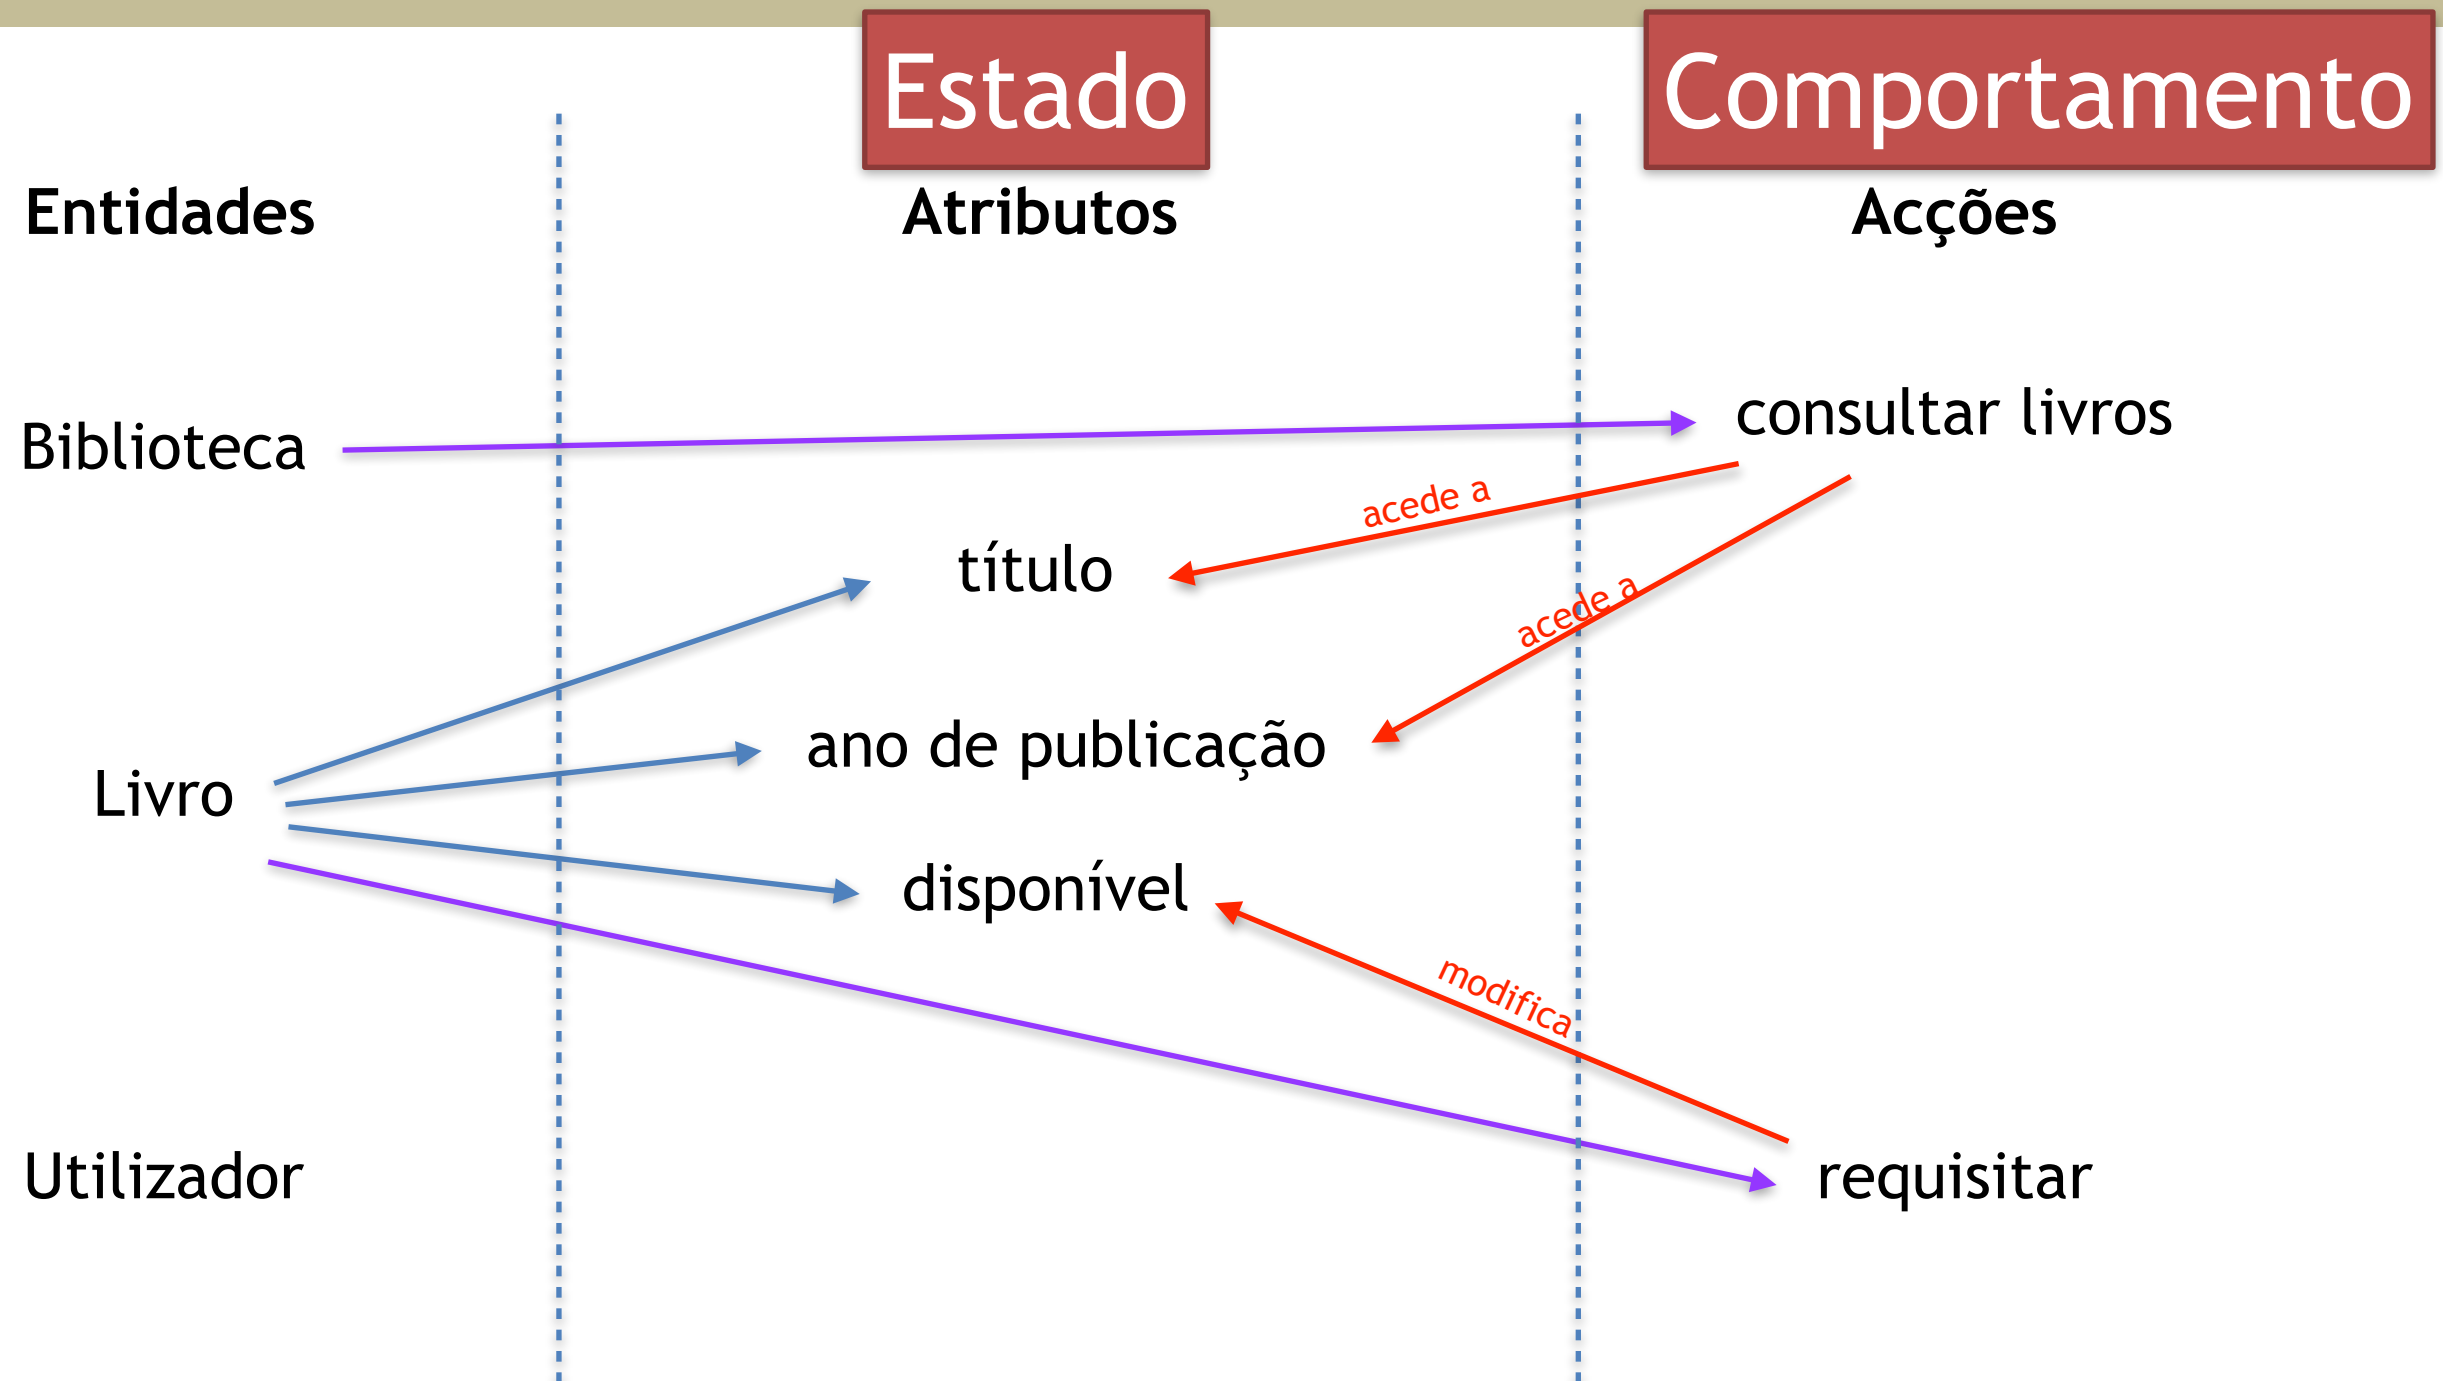 Estado
Comportamento
Entidades
Atributos
Acções
Biblioteca
consultar livros
acede a
título
acede a
ano de publicação
Livro
disponível
modifica
Utilizador
requisitar